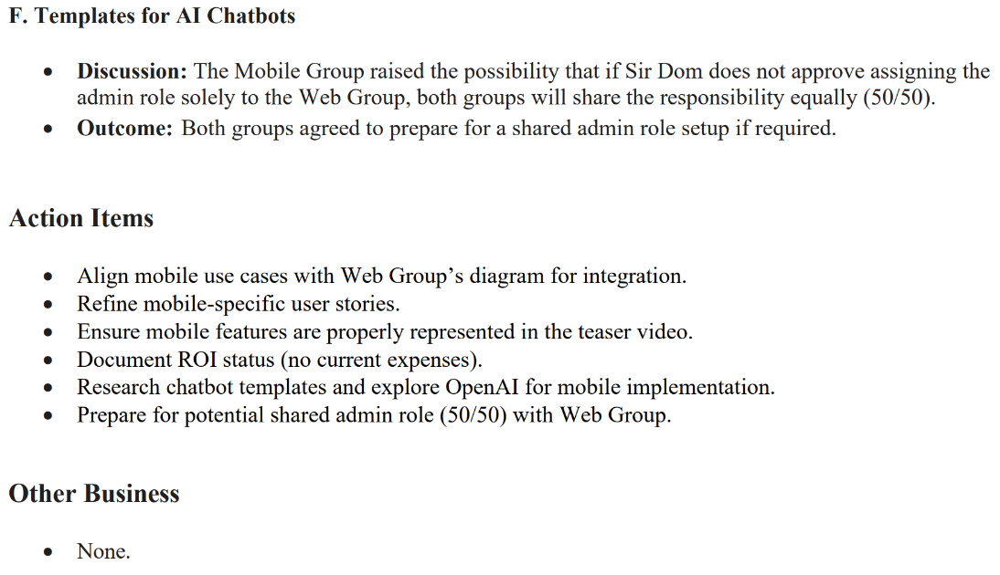 F. Templates for AI Chatbots
• Discussion: The Mobile Group raised the possibility that if Sir Dom does not approve assigning the
admin role solely to the Web Group, both groups will share the responsibility equally (50/50).
• Outcome: Both groups agreed to prepare for a shared admin role setup if required.
Action Items
• Align mobile use cases with Web Group’s diagram for integration.
• Refine mobile-specific user stories.
• Ensure mobile features are properly represented in the teaser video.
• Document ROI status (no current expenses).
• Research chatbot templates and explore OpenAI for mobile implementation.
• Prepare for potential shared admin role (50/50) with Web Group.
Other Business
• None.